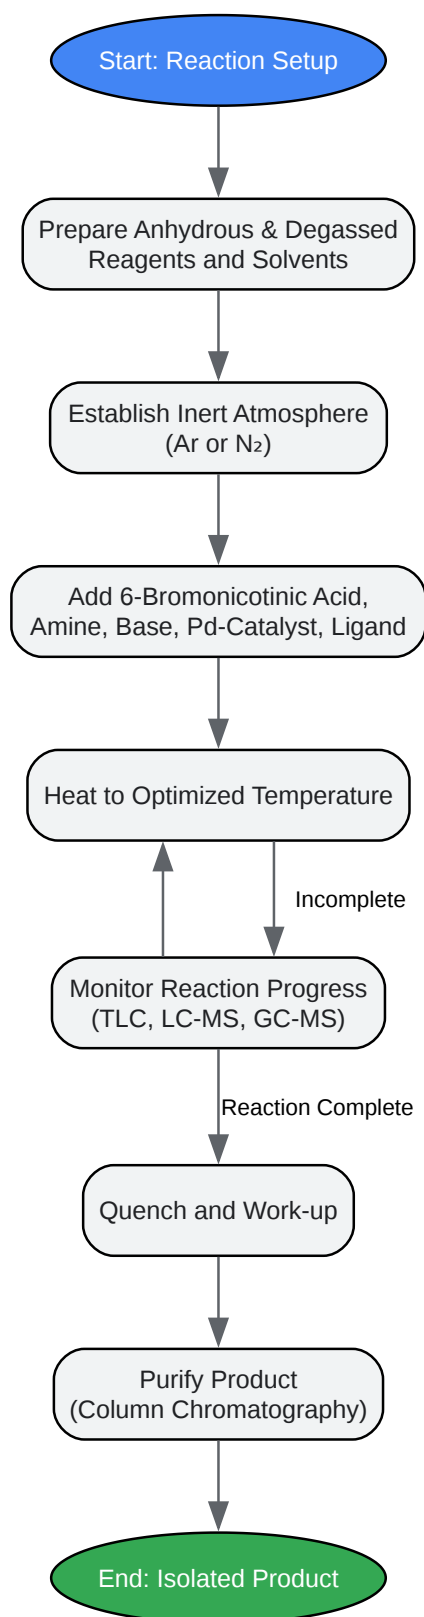 Start: Reaction Setup
Prepare Anhydrous & Degassed
Reagents and Solvents
Establish Inert Atmosphere
(Ar or N₂)
Add 6-Bromonicotinic Acid,
Amine, Base, Pd-Catalyst, Ligand
Heat to Optimized Temperature
Incomplete
Monitor Reaction Progress
(TLC, LC-MS, GC-MS)
Reaction Complete
Quench and Work-up
Purify Product
(Column Chromatography)
End: Isolated Product